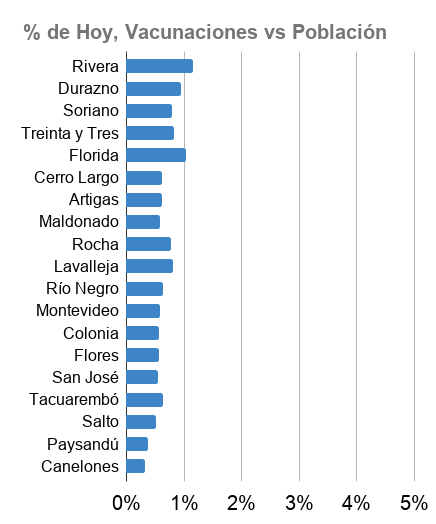 % de Hoy, Vacunaciones vs Población
Rivera
Durazno
Soriano
Treinta y Tres
Florida
Cerro Largo
Artigas
Maldonado
Rocha
Lavalleja
Río Negro
Montevideo
Colonia
Flores
San José
Tacuarembó
Salto
Paysandú
Canelones
0% 1% 2% 3% 4% 5%